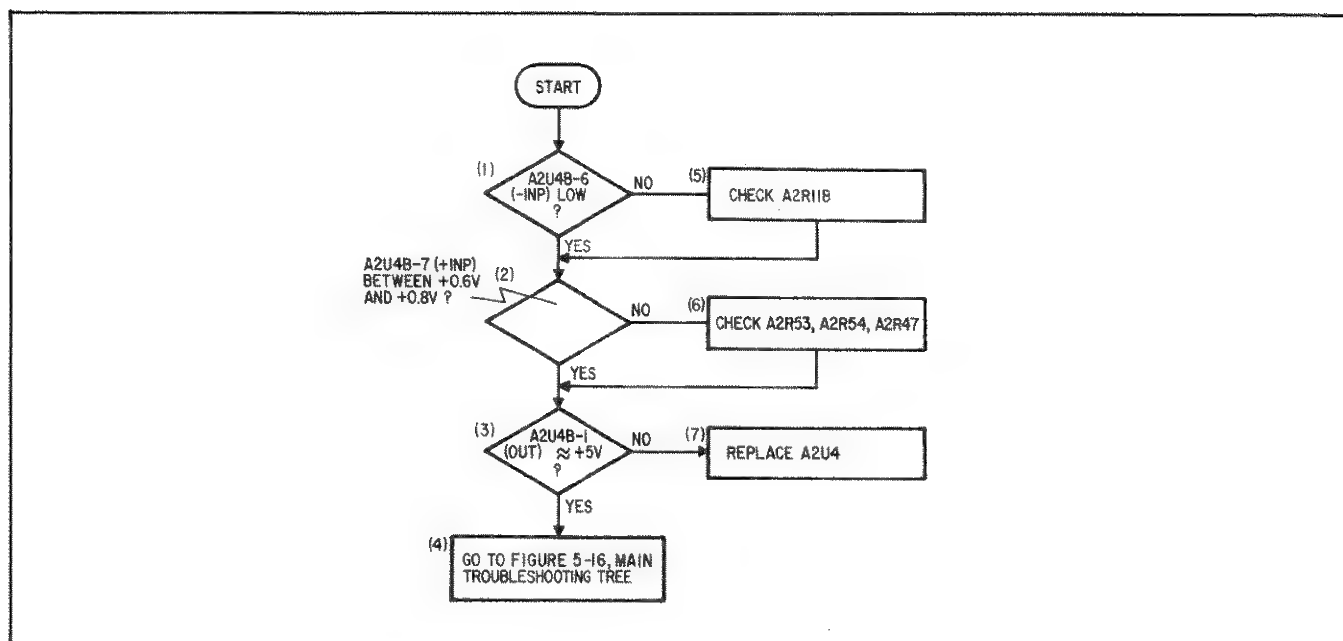 START
(1)
A2U4B-6
(-INP) LOW
?
NO
(5)
CHECK A2R11B
YES
A2U4B-7 (+INP)
BETWEEN +0.6V
AND +0.8V ?
(2)
NO
(6)
CHECK A2R53, A2R54, A2R47
YES
(3)
A2U4B-1
(OUT) ≈ +5V
?
NO
(7)
REPLACE A2U4
YES
(4)
GO TO FIGURE 5-16, MAIN
TROUBLESHOOTING TREE